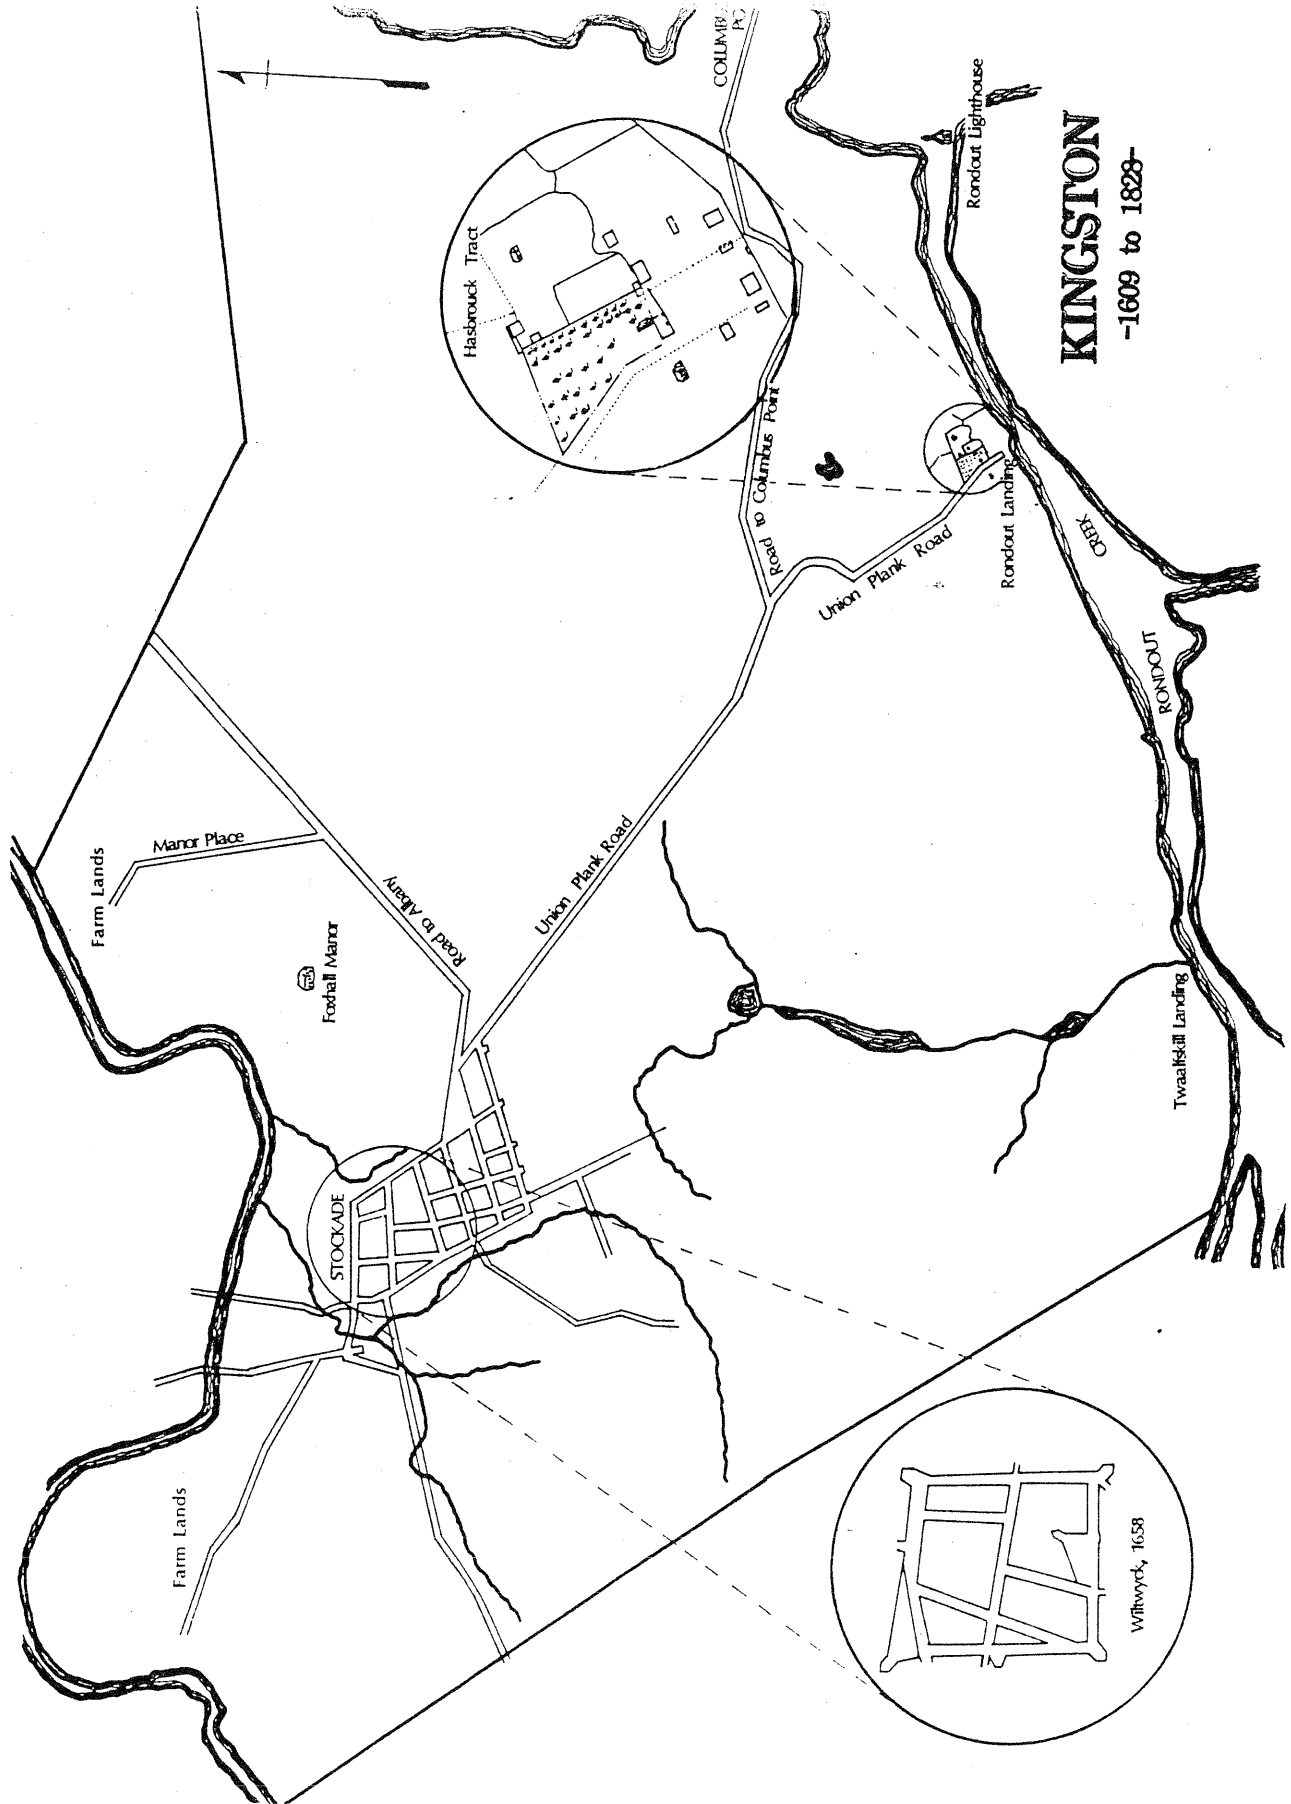 KINGSTON
-1609 to 1828-
Rondout Lighthouse
COLUMBUS
PO
Hasbrouck Tract
Road to Columbus Point
Union Plank Road
Rondout Landing
CREEK
RONDOUT
Manor Place
Farm Lands
Road to Albany
Union Plank Road
Foxhall Manor
STOCKADE
Twaalfskill Landing
Farm Lands
Wiltwyck, 1658